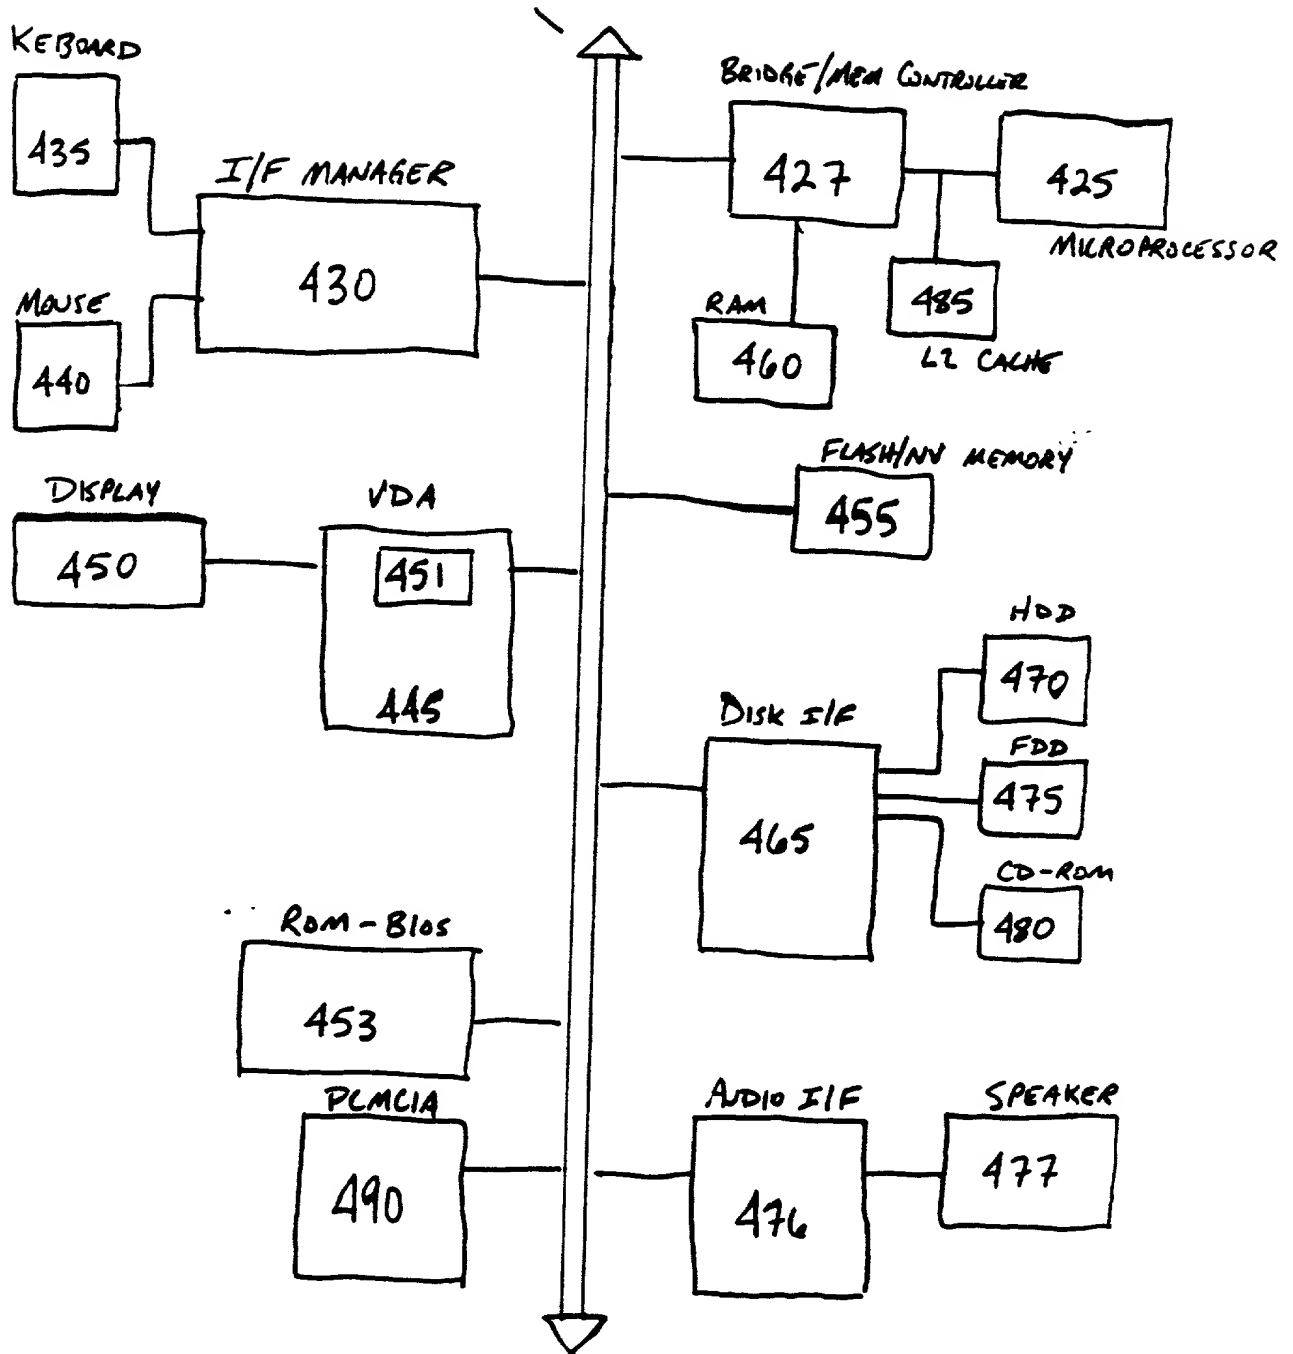 KEBOARD
435
I/F MANAGER
430
MOUSE
440
DISPLAY
450
VDA
451
445
ROM-BIOS
453
PCMCIA
490
BRIDGE/MEM CONTROLLER
427
425
MICROPROCESSOR
485
L2 CACHE
RAM
460
FLASH/NV MEMORY
455
HDD
470
DISK I/F
465
FDD
475
CD-ROM
480
AUDIO I/F
476
SPEAKER
477